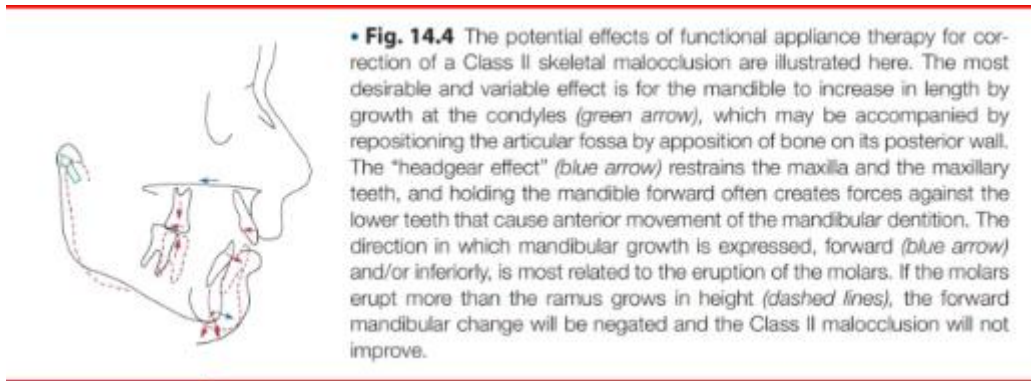 • Fig. 14.4 The potential effects of functional appliance therapy for cor-
rection of a Class II skeletal malocclusion are illustrated here. The most
desirable and variable effect is for the mandible to increase in length by
growth at the condyles (green arrow), which may be accompanied by
repositioning the articular fossa by apposition of bone on its posterior wall.
The “headgear effect” (blue arrow) restrains the maxilla and the maxillary
teeth, and holding the mandible forward often creates forces against the
lower teeth that cause anterior movement of the mandibular dentition. The
direction in which mandibular growth is expressed, forward (blue arrow)
and/or inferiorly, is most related to the eruption of the molars. If the molars
erupt more than the ramus grows in height (dashed lines), the forward
mandibular change will be negated and the Class II malocclusion will not
improve.